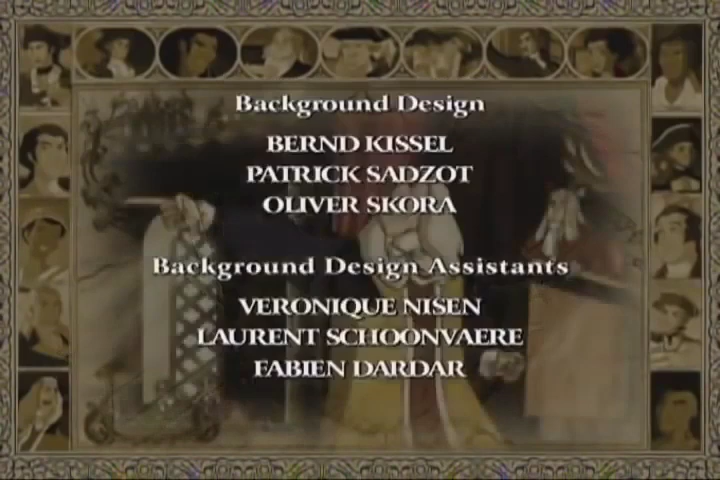 Background Design
BERND KISSEL
PATRICK SADZOT
OLIVER SKORA
Background Design Assistants
VERONIQUE NISEN
LAURENT SCHOONVAERE
FABIEN DARDAR